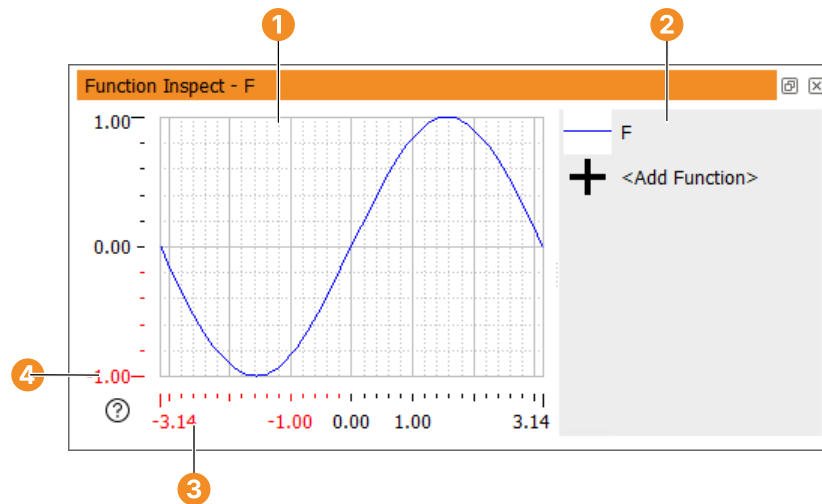 1
2
Function Inspect - F
1.00
F
<Add Function>
0.00
4
-1.00
-3.14 -1.00 0.00 1.00 3.14
3